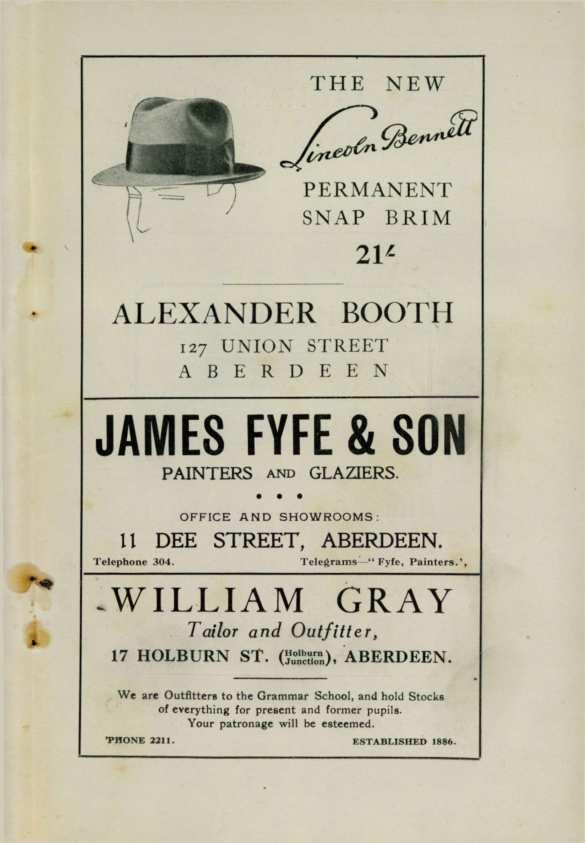 THE NEW
Lincoln Bennett
PERMANENT
SNAP BRIM
21/-
ALEXANDER BOOTH
127 UNION STREET
ABERDEEN
JAMES FYFE & SON
PAINTERS AND GLAZIERS.
OFFICE AND SHOWROOMS:
11 DEE STREET, ABERDEEN.
Telephone 304. Telegrams—"Fyfe, Painters.',
WILLIAM GRAY
Tailor and Outfitter,
17 HOLBURN ST. (Holburn Junction), ABERDEEN.
We are Outfitters to the Grammar School, and hold Stocks
of everything for present and former pupils.
Your patronage will be esteemed.
'PHONE 2211. ESTABLISHED 1886.